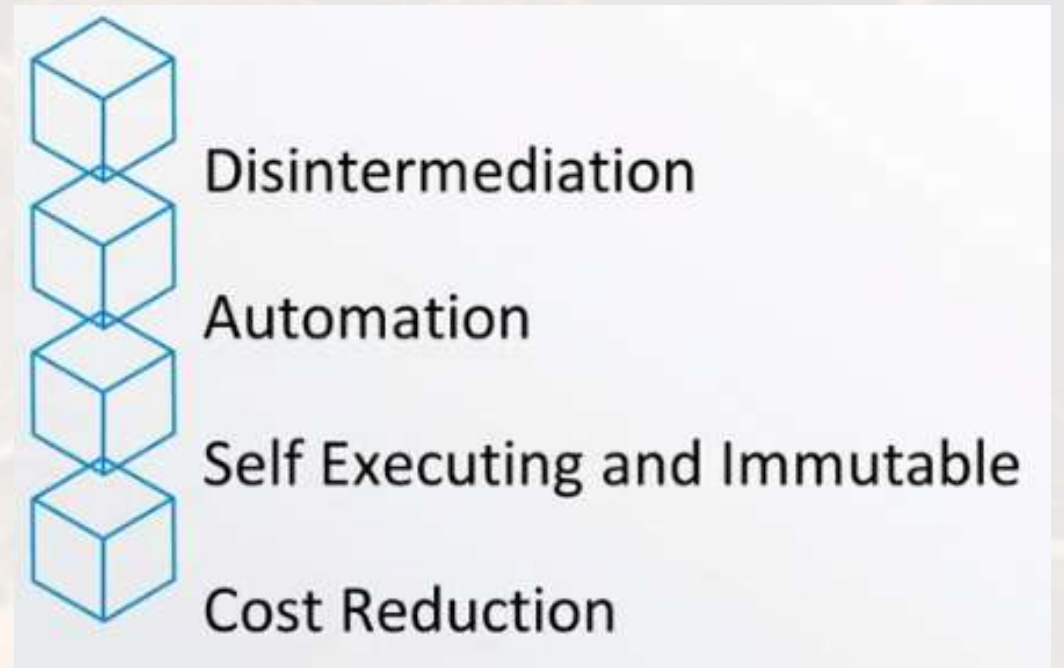 Disintermediation
Automation
Self Executing and Immutable
Cost Reduction